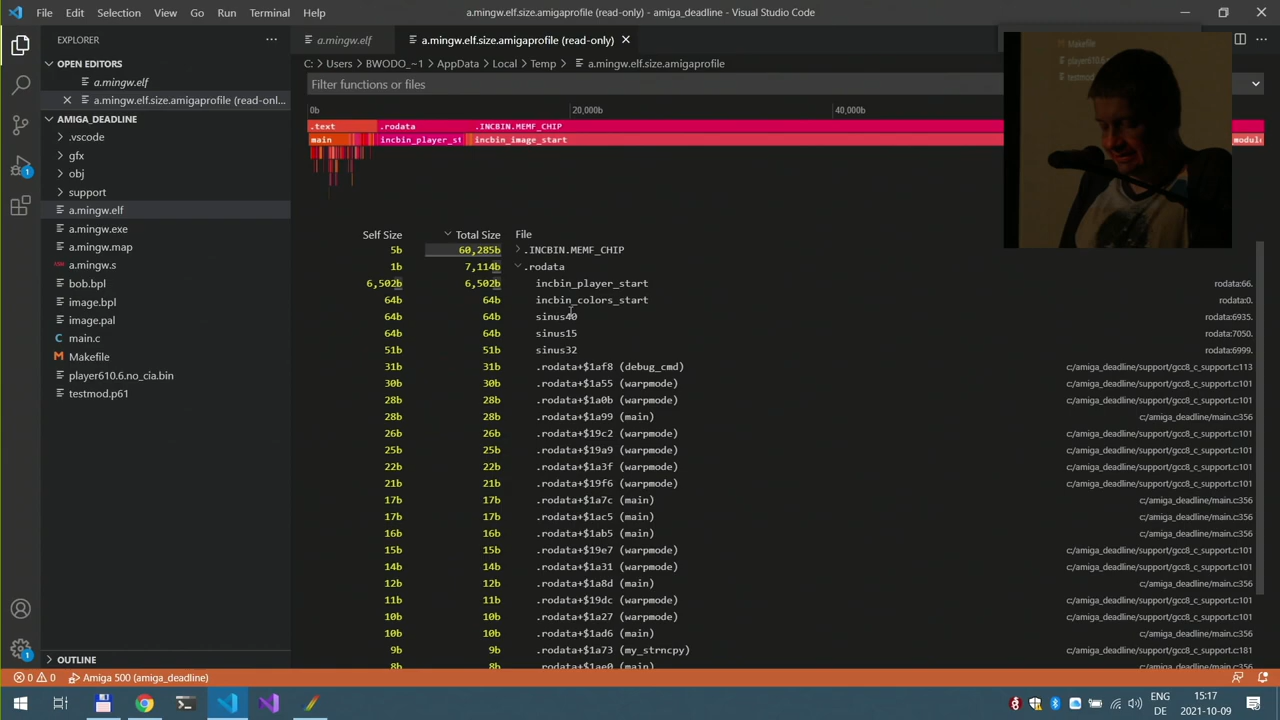 File Edit Selection View Go Run Terminal Help
a.mingw.elf.size.amigaprofile (read-only) - amiga_deadline - Visual Studio Code
EXPLORER
a.mingw.elf
a.mingw.elf.size.amigaprofile (read-only)
OPEN EDITORS
a.mingw.elf
a.mingw.elf.size.amigaprofile (read-onl...
AMIGA_DEADLINE
.vscode
gfx
obj
support
a.mingw.elf
a.mingw.exe
a.mingw.map
ASM a.mingw.s
bob.bpl
image.bpl
image.pal
C main.c
M Makefile
player610.6.no_cia.bin
testmod.p61
OUTLINE
C: > Users > BWODO_~1 > AppData > Local > Temp > a.mingw.elf.size.amigaprofile
Filter functions or files
0b 20,000b 40,000b
.text .rodata .INCBIN.MEMF_CHIP
main incbin_player_st incbin_image_start module
Makefile
testmod
Self Size Total Size File
5b 60,285b .INCBIN.MEMF_CHIP
1b 7,114b .rodata
6,502b 6,502b incbin_player_start rodata:66.
64b 64b incbin_colors_start rodata:0.
64b 64b sinus40 rodata:6935.
64b 64b sinus15 rodata:7050.
51b 51b sinus32 rodata:6999.
31b 31b .rodata+$1af8 (debug_cmd) c:/amiga_deadline/support/gcc8_c_support.c:113
30b 30b .rodata+$1a55 (warpmode) c:/amiga_deadline/support/gcc8_c_support.c:101
28b 28b .rodata+$1a0b (warpmode) c:/amiga_deadline/support/gcc8_c_support.c:101
28b 28b .rodata+$1a99 (main) c:/amiga_deadline/main.c:356
26b 26b .rodata+$19c2 (warpmode) c:/amiga_deadline/support/gcc8_c_support.c:101
25b 25b .rodata+$19a9 (warpmode) c:/amiga_deadline/support/gcc8_c_support.c:101
22b 22b .rodata+$1a3f (warpmode) c:/amiga_deadline/support/gcc8_c_support.c:101
21b 21b .rodata+$19f6 (warpmode) c:/amiga_deadline/support/gcc8_c_support.c:101
17b 17b .rodata+$1a7c (main) c:/amiga_deadline/main.c:356
17b 17b .rodata+$1ac5 (main) c:/amiga_deadline/main.c:356
16b 16b .rodata+$1ab5 (main) c:/amiga_deadline/main.c:356
15b 15b .rodata+$19e7 (warpmode) c:/amiga_deadline/support/gcc8_c_support.c:101
14b 14b .rodata+$1a31 (warpmode) c:/amiga_deadline/support/gcc8_c_support.c:101
12b 12b .rodata+$1a8d (main) c:/amiga_deadline/main.c:356
11b 11b .rodata+$19dc (warpmode) c:/amiga_deadline/support/gcc8_c_support.c:101
10b 10b .rodata+$1a27 (warpmode) c:/amiga_deadline/support/gcc8_c_support.c:101
10b 10b .rodata+$1ad6 (main) c:/amiga_deadline/main.c:356
9b 9b .rodata+$1a73 (my_strncpy) c:/amiga_deadline/support/gcc8_c_support.c:181
8b 8b .rodata+$1ae0 (main) c:/amiga_deadline/main.c:356
0 0 Amiga 500 (amiga_deadline)
ENG 15:17
DE 2021-10-09